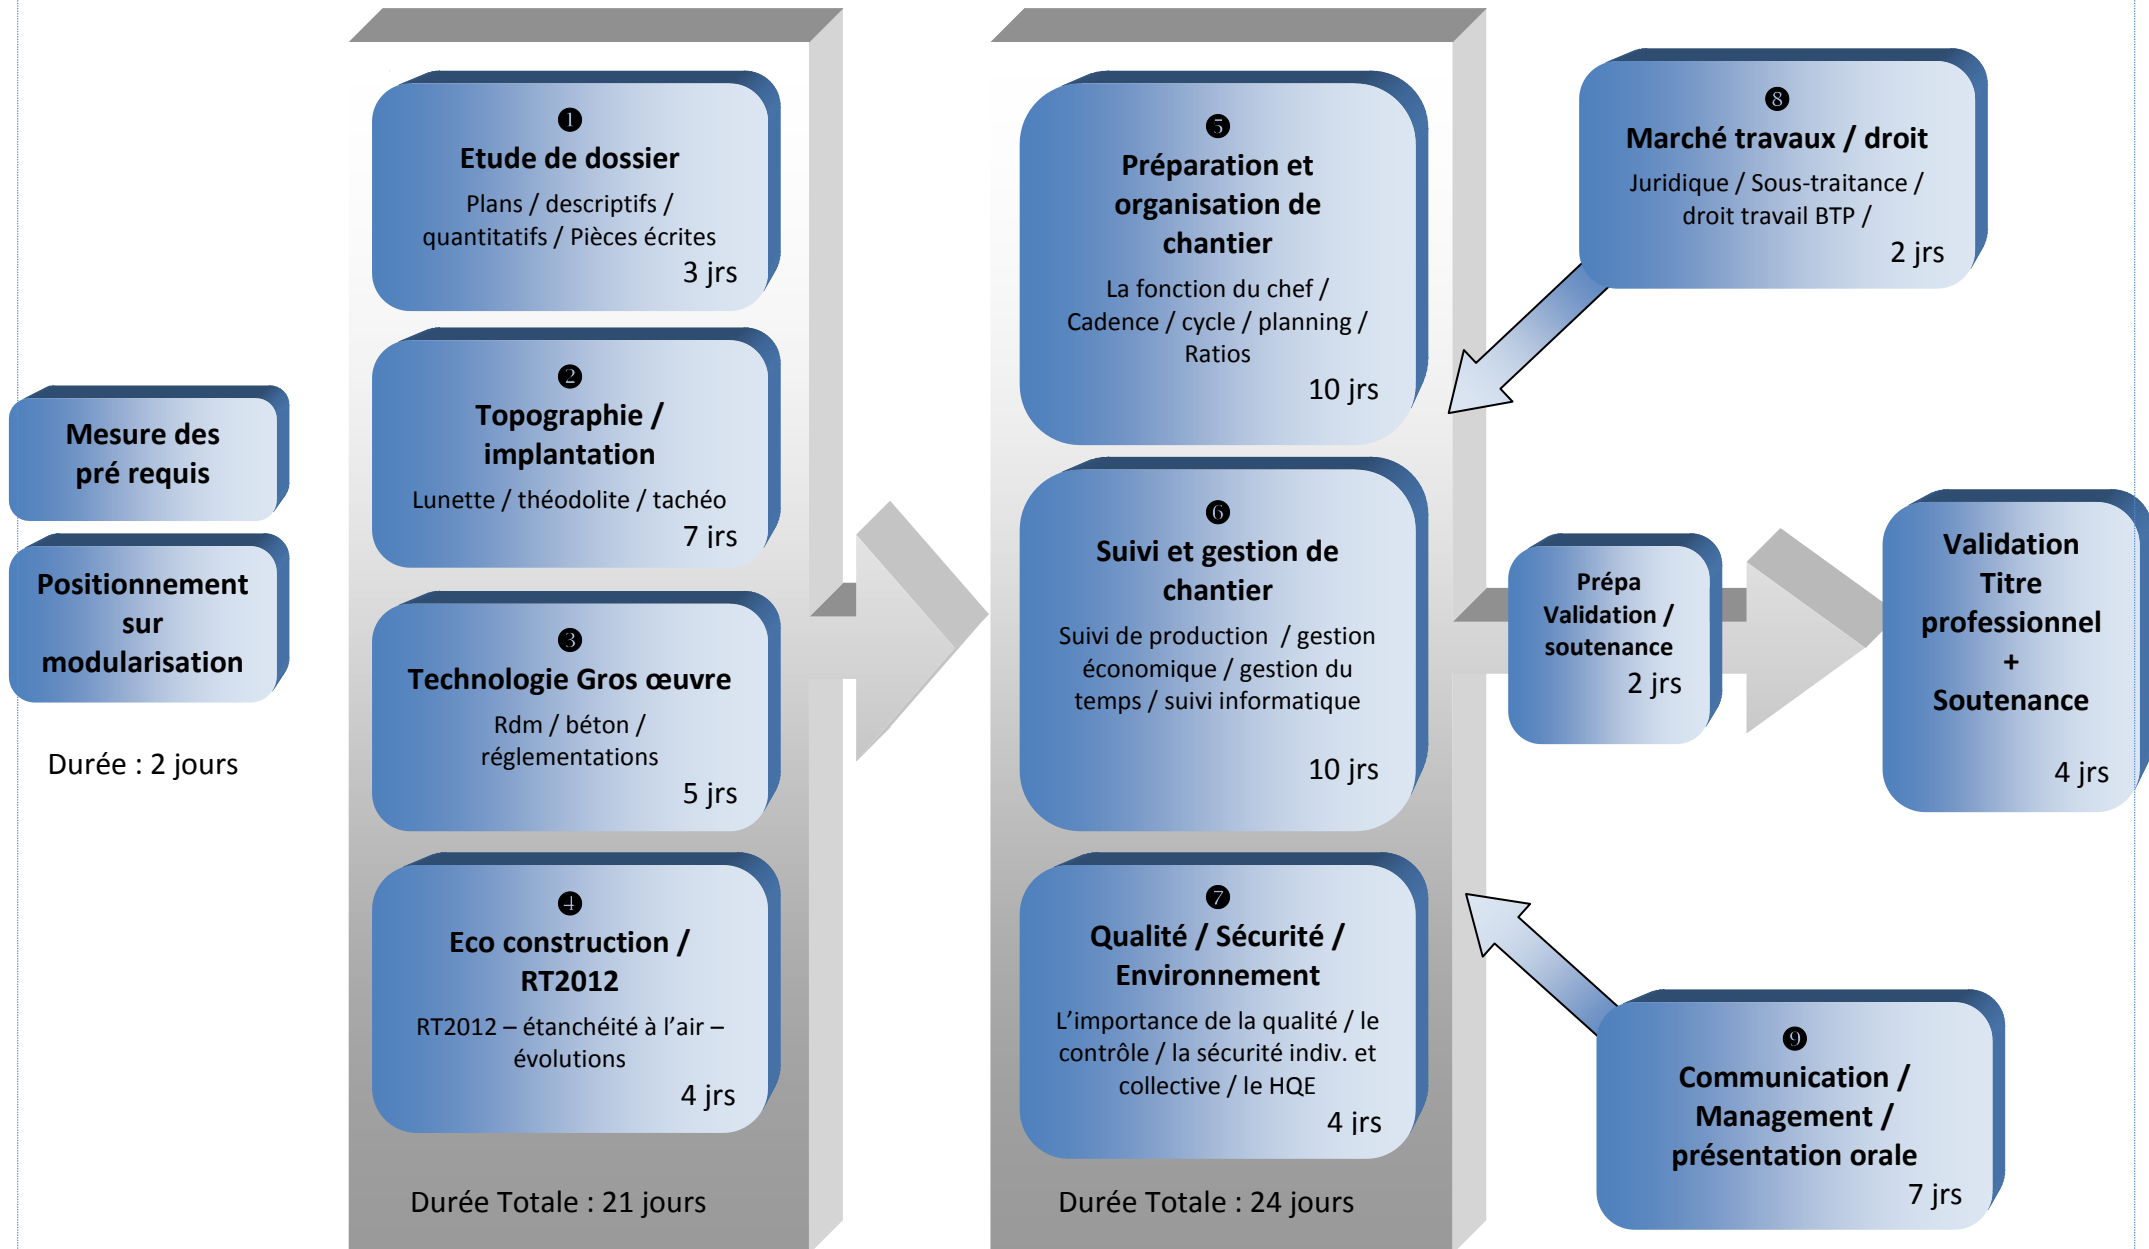 Mesure des
pré requis
Positionnement
sur
modularisation
Durée : 2 jours
❶
Etude de dossier
Plans / descriptifs /
quantitatifs / Pièces écrites
3 jrs
❷
Topographie /
implantation
Lunette / théodolite / tachéo
7 jrs
❸
Technologie Gros œuvre
Rdm / béton /
réglementations
5 jrs
❹
Eco construction /
RT2012
RT2012 – étanchéité à l’air –
évolutions
4 jrs
Durée Totale : 21 jours
❺
Préparation et
organisation de
chantier
La fonction du chef /
Cadence / cycle / planning /
Ratios
10 jrs
❻
Suivi et gestion de
chantier
Suivi de production / gestion
économique / gestion du
temps / suivi informatique
10 jrs
❼
Qualité / Sécurité /
Environnement
L’importance de la qualité / le
contrôle / la sécurité indiv. et
collective / le HQE
4 jrs
Durée Totale : 24 jours
❽
Marché travaux / droit
Juridique / Sous-traitance /
droit travail BTP /
2 jrs
Prépa
Validation /
soutenance
2 jrs
❾
Communication /
Management /
présentation orale
7 jrs
Validation
Titre
professionnel
+
Soutenance
4 jrs